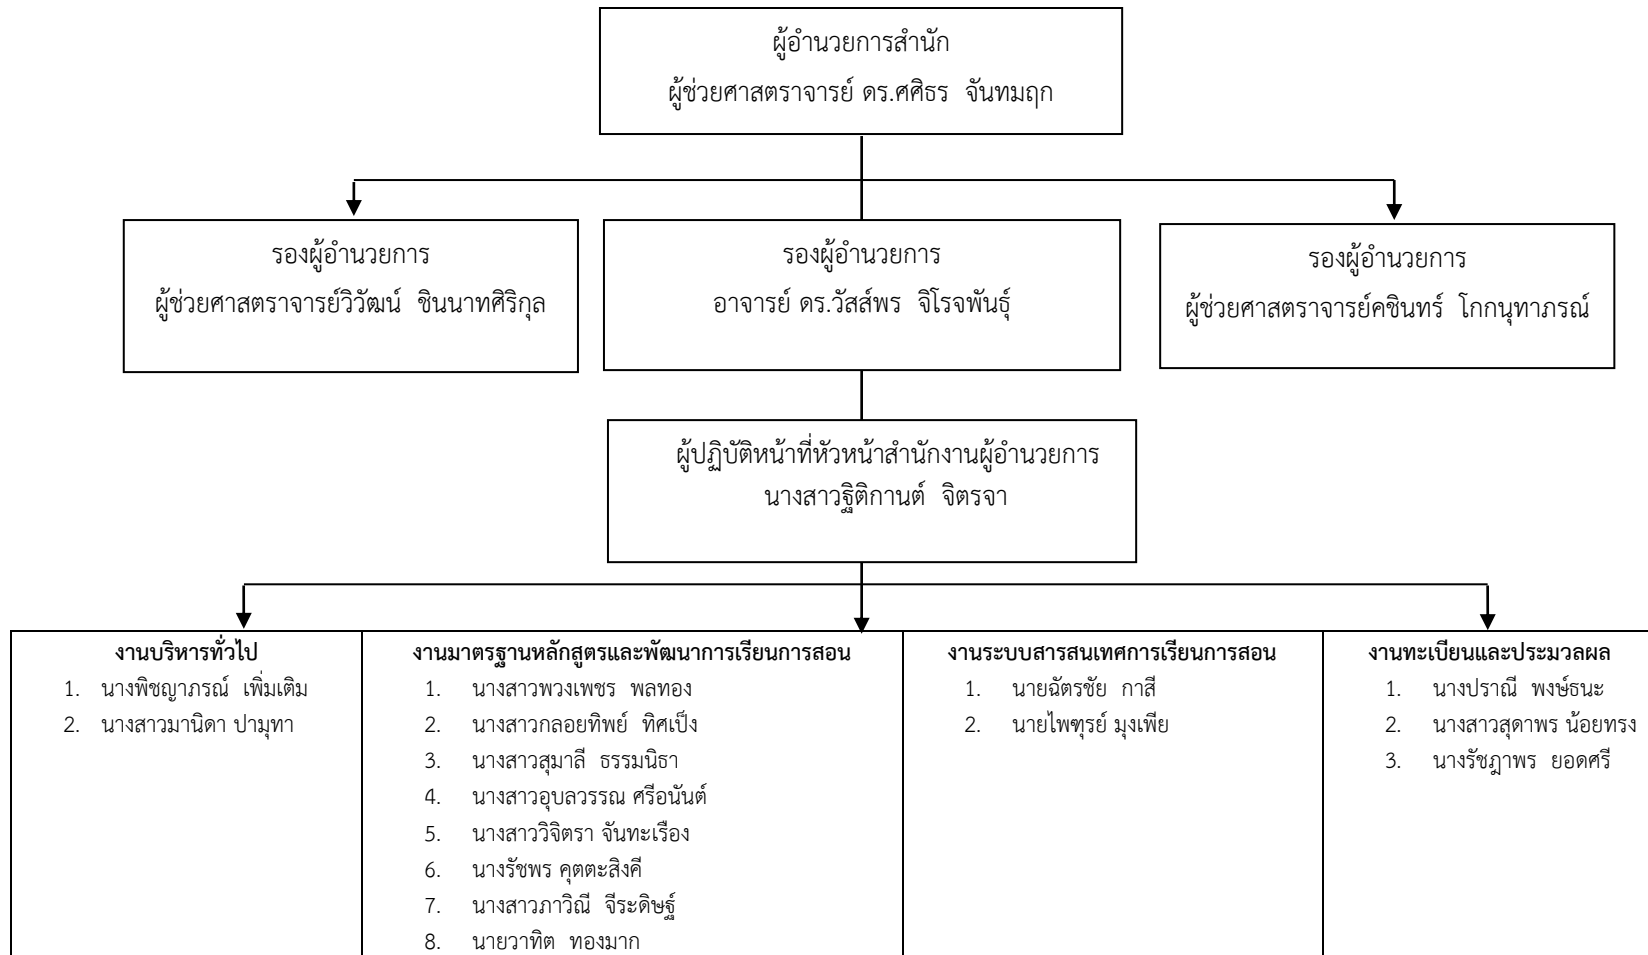 ผู้อำนวยการสำนัก
ผู้ช่วยศาสตราจารย์ ดร.ศศิธร จันทมฤก
รองผู้อำนวยการ
ผู้ช่วยศาสตราจารย์วิวัฒน์ ชินนาทศิริกุล
รองผู้อำนวยการ
อาจารย์ ดร.วัสส์พร จิโรจพันธุ์
รองผู้อำนวยการ
ผู้ช่วยศาสตราจารย์คชินทร์ โกกนุทาภรณ์
ผู้ปฏิบัติหน้าที่หัวหน้าสำนักงานผู้อำนวยการ
นางสาวฐิติกานต์ จิตรจา
งานบริหารทั่วไป
1. นางพิชญาภรณ์ เพิ่มเติม
2. นางสาวมานิดา ปามุทา
งานมาตรฐานหลักสูตรและพัฒนาการเรียนการสอน
1. นางสาวพวงเพชร พลทอง
2. นางสาวกลอยทิพย์ ทิศเป็ง
3. นางสาวสุมาลี ธรรมนิธา
4. นางสาวอุบลวรรณ ศรีอนันต์
5. นางสาววิจิตรา จันทะเรือง
6. นางรัชพร คุตตะสิงคี
7. นางสาวภาวิณี จีระดิษฐ์
8. นายวาทิต ทองมาก
งานระบบสารสนเทศการเรียนการสอน
1. นายฉัตรชัย กาสี
2. นายไพฑุรย์ มุงเพีย
งานทะเบียนและประมวลผล
1. นางปราณี พงษ์ธนะ
2. นางสาวสุดาพร น้อยทรง
3. นางรัชฎาพร ยอดศรี